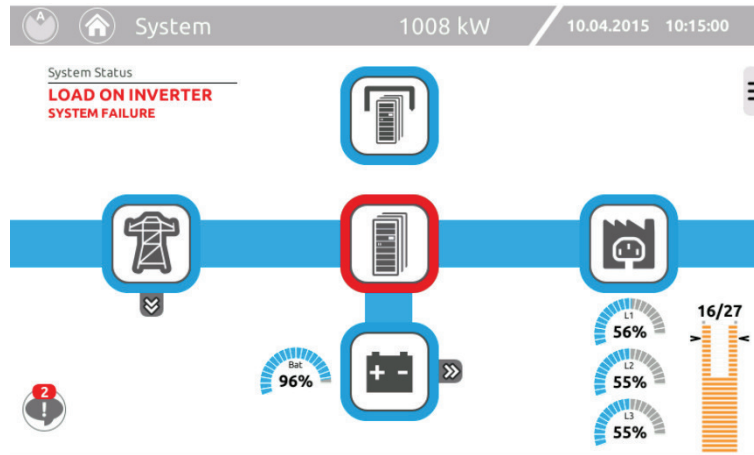 A
System
1008 kW
10.04.2015 10:15:00
System Status
LOAD ON INVERTER
SYSTEM FAILURE
L1
56%
16/27
Bat
96%
L2
55%
L3
55%
2
!